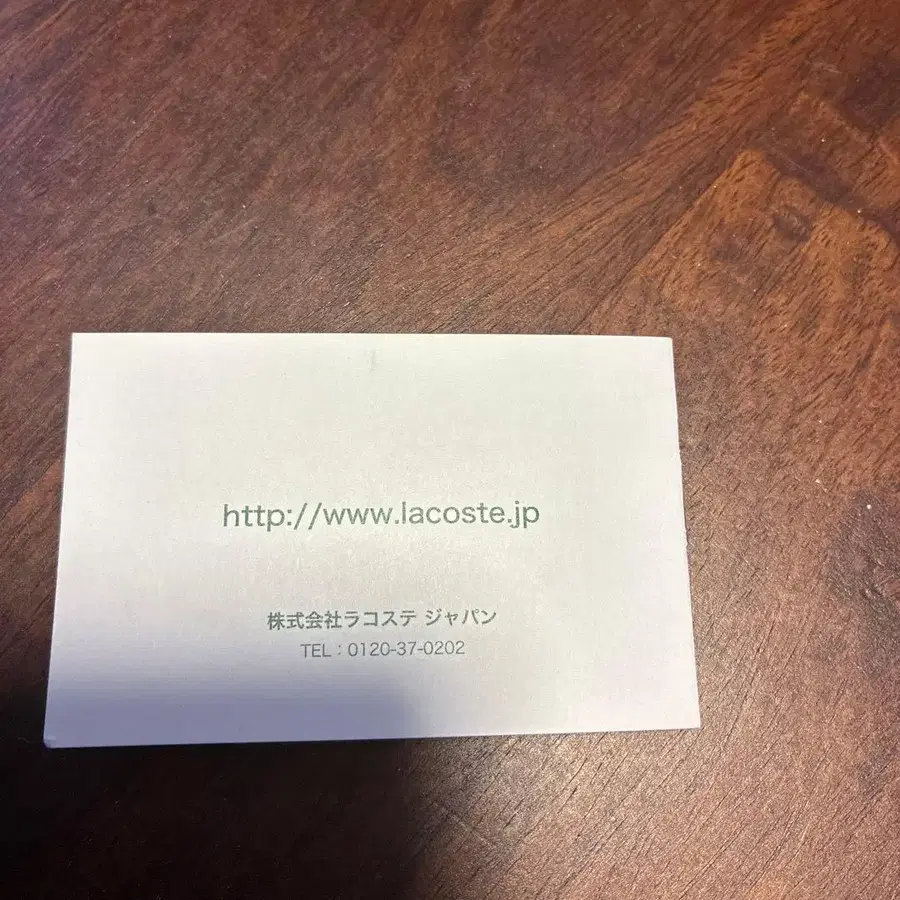 http://www.lacoste.jp
株式会社ラコステ ジャパン
TEL：0120-37-0202